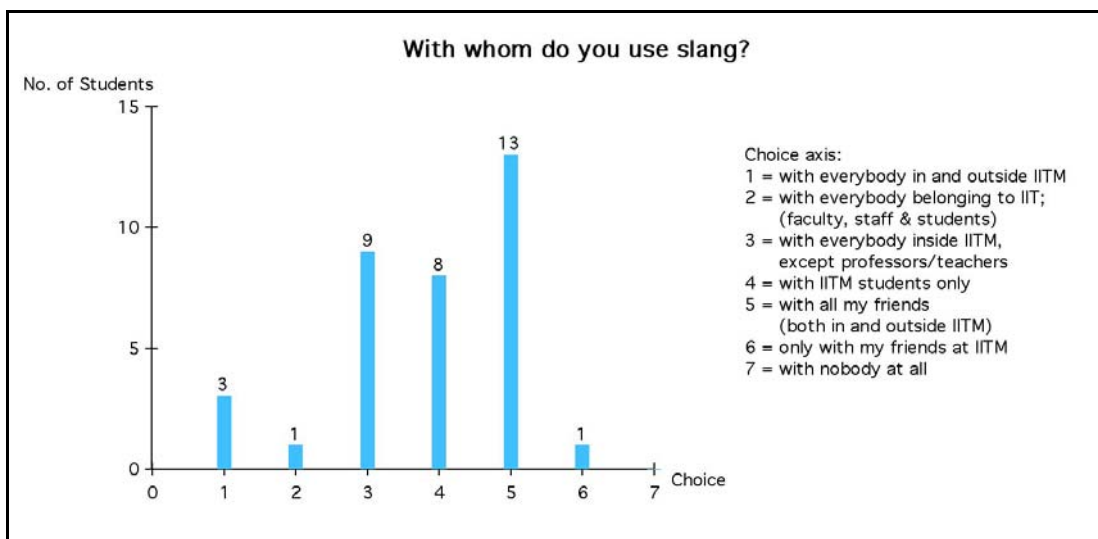 With whom do you use slang?
No. of Students
15
10
5
0
3
1
9
8
13
1
0 1 2 3 4 5 6 7
Choice
Choice axis:
1 = with everybody in and outside IITM
2 = with everybody belonging to IIT;
(faculty, staff & students)
3 = with everybody inside IITM,
except professors/teachers
4 = with IITM students only
5 = with all my friends
(both in and outside IITM)
6 = only with my friends at IITM
7 = with nobody at all